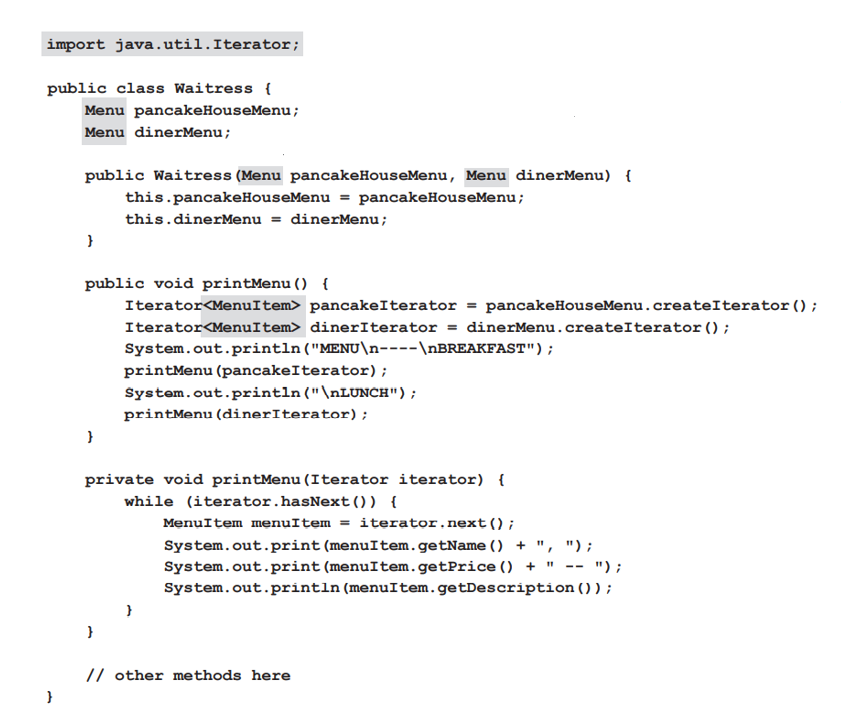 import java.util.Iterator;
public class Waitress {
Menu pancakeHouseMenu;
Menu dinerMenu;
public Waitress(Menu pancakeHouseMenu, Menu dinerMenu) {
this.pancakeHouseMenu = pancakeHouseMenu;
this.dinerMenu = dinerMenu;
}
public void printMenu() {
Iterator<MenuItem> pancakeIterator = pancakeHouseMenu.createIterator();
Iterator<MenuItem> dinerIterator = dinerMenu.createIterator();
System.out.println("MENU\n----\nBREAKFAST");
printMenu(pancakeIterator);
System.out.println("\nLUNCH");
printMenu(dinerIterator);
}
private void printMenu(Iterator iterator) {
while (iterator.hasNext()) {
MenuItem menuItem = iterator.next();
System.out.print(menuItem.getName() + ", ");
System.out.print(menuItem.getPrice() + " -- ");
System.out.println(menuItem.getDescription());
}
}
// other methods here
}